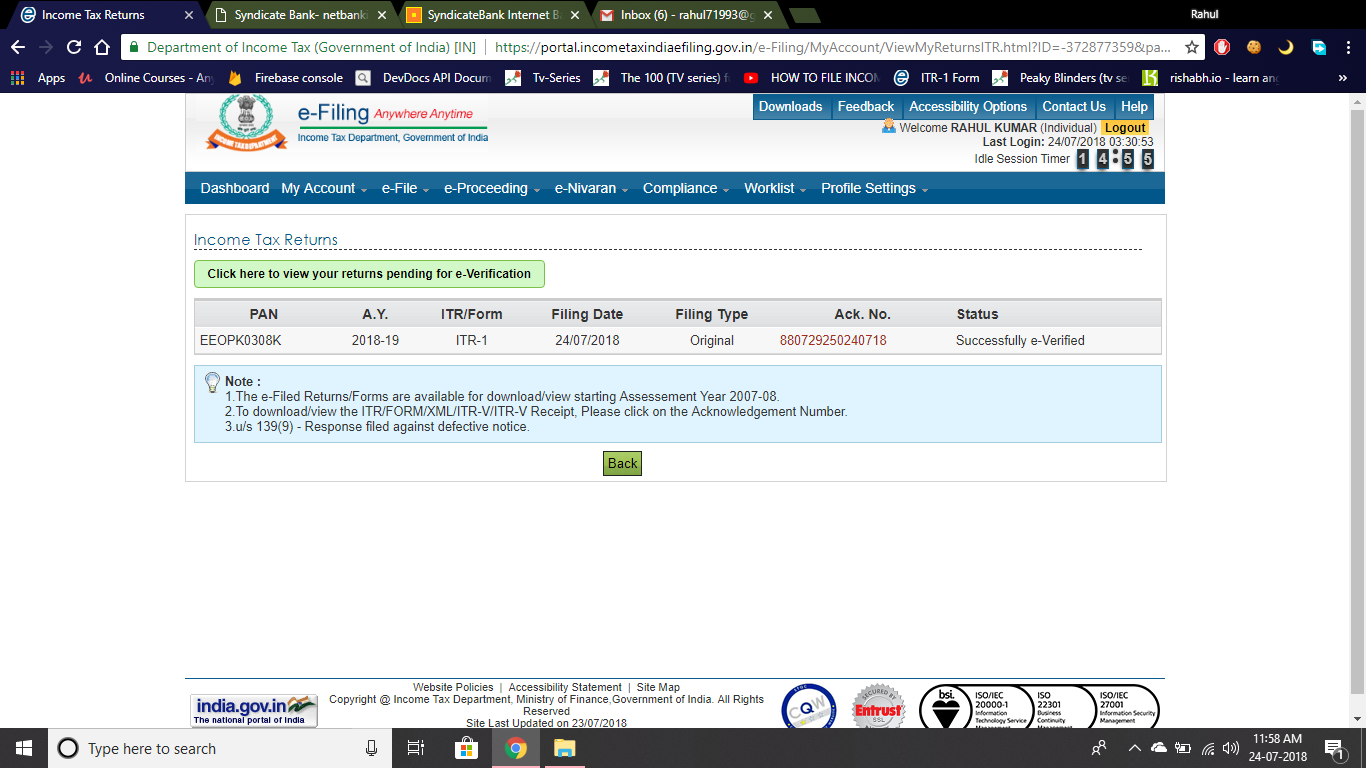 Income Tax Returns
Syndicate Bank- netbanki
SyndicateBank Internet B
Inbox (6) - rahul71993@g
Rahul
Department of Income Tax (Government of India) [IN]
https://portal.incometaxindiaefiling.gov.in/e-Filing/MyAccount/ViewMyReturnsITR.html?ID=-372877359&pa...
Apps
Online Courses - Any
Firebase console
DevDocs API Docum
Tv-Series
The 100 (TV series) f
HOW TO FILE INCOM
ITR-1 Form
Peaky Blinders (tv se
rishabh.io - learn an
»
e-Filing Anywhere Anytime
Income Tax Department, Government of India
INCOME TAX DEPARTMENT
Downloads
Feedback
Accessibility Options
Contact Us
Help
Welcome RAHUL KUMAR (Individual) Logout
Last Login: 24/07/2018 03:30:53
Idle Session Timer 14:55
Dashboard My Account e-File e-Proceeding e-Nivaran Compliance Worklist Profile Settings
Income Tax Returns
Click here to view your returns pending for e-Verification
PAN A.Y. ITR/Form Filing Date Filing Type Ack. No. Status
EEOPK0308K 2018-19 ITR-1 24/07/2018 Original 880729250240718 Successfully e-Verified
Note :
1.The e-Filed Returns/Forms are available for download/view starting Assessement Year 2007-08.
2.To download/view the ITR/FORM/XML/ITR-V/ITR-V Receipt, Please click on the Acknowledgement Number.
3.u/s 139(9) - Response filed against defective notice.
Back
india.gov.in
The national portal of India
Website Policies | Accessibility Statement | Site Map
Copyright @ Income Tax Department, Ministry of Finance,Government of India. All Rights
Reserved
Site Last Updated on 23/07/2018
CQW
SECURED BY
Entrust
SSL
bsi.
ISO/IEC
20000-1
Information
Technology Service
Management
ISO
22301
Business
Continuity
Management
ISO/IEC
27001
Information Security
Management
Type here to search
11:58 AM
24-07-2018
1